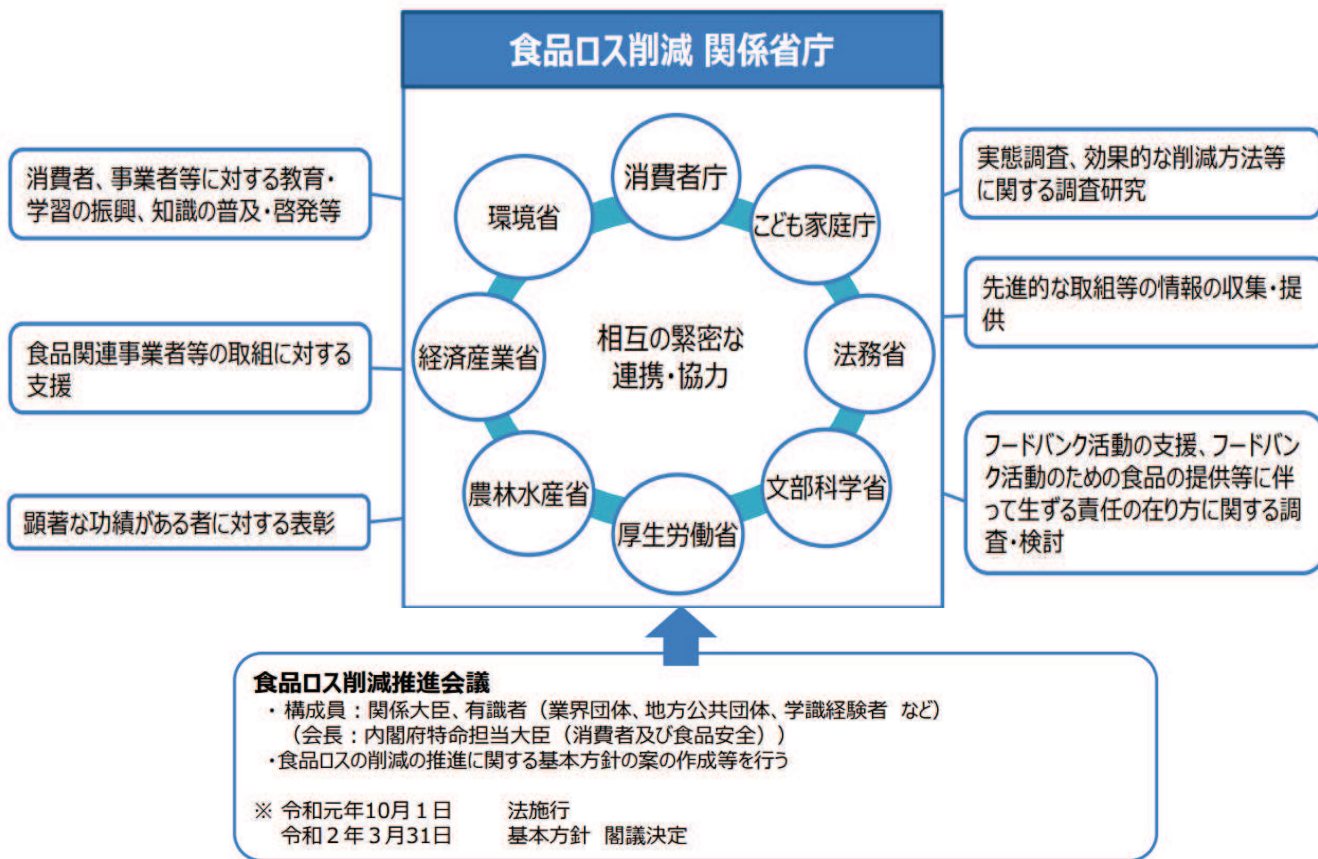 食品ロス削減 関係省庁
消費者、事業者等に対する教育・
学習の振興、知識の普及・啓発等
食品関連事業者等の取組に対する
支援
顕著な功績がある者に対する表彰
消費者庁
こども家庭庁
法務省
文部科学省
厚生労働省
農林水産省
経済産業省
環境省
相互の緊密な
連携・協力
実態調査、効果的な削減方法等
に関する調査研究
先進的な取組等の情報の収集・提
供
フードバンク活動の支援、フードバン
ク活動のための食品の提供等に伴
って生ずる責任の在り方に関する調
査・検討
食品ロス削減推進会議
・ 構成員：関係大臣、有識者（業界団体、地方公共団体、学識経験者 など）
（会長：内閣府特命担当大臣（消費者及び食品安全））
・食品ロスの削減の推進に関する基本方針の案の作成等を行う
※ 令和元年10月１日 法施行
令和２年３月31日 基本方針 閣議決定